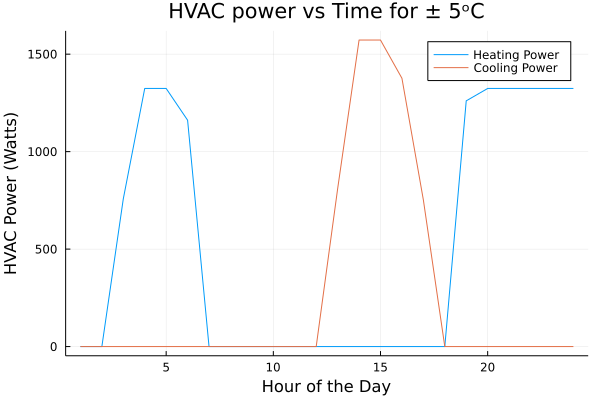 HVAC power vs Time for ± 5ᵒC
Heating Power
Cooling Power
1500
1000
500
0
5
10
15
20
HVAC Power (Watts)
Hour of the Day